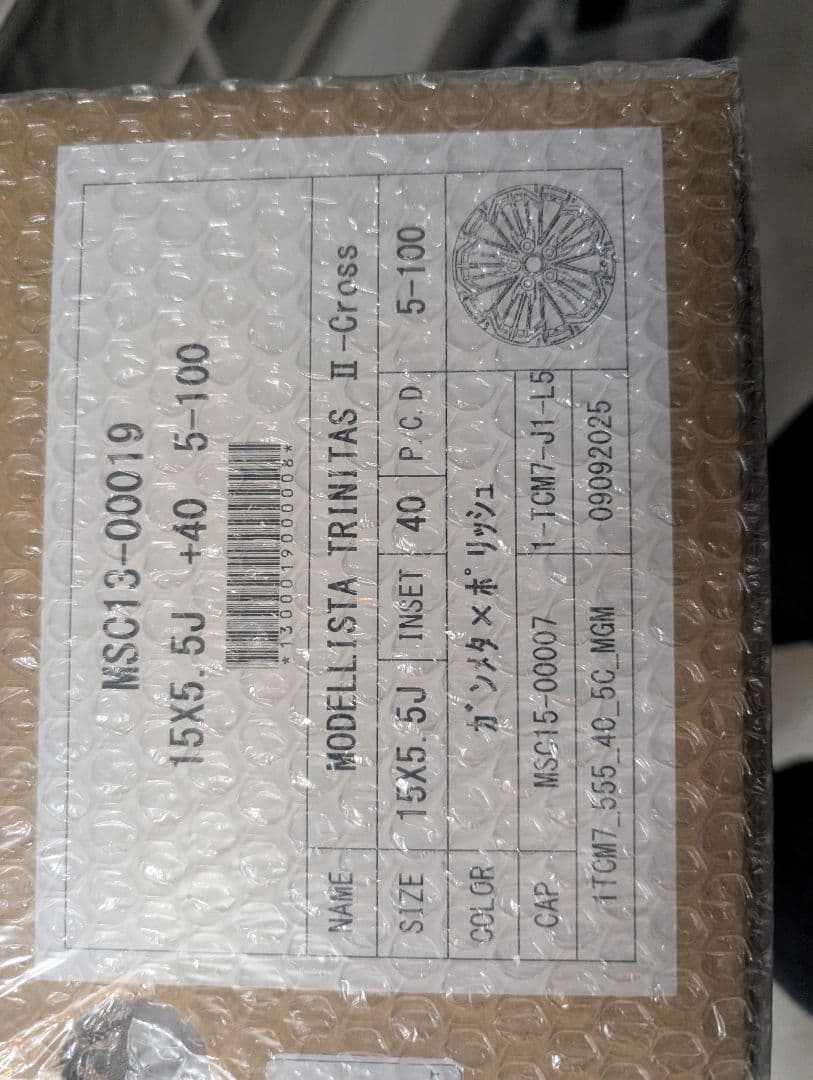 MSC13-00019
15X5.5J +40 5-100
*1300019000008*
NAME MODELLISTA TRINITAS Ⅱ-Cross
SIZE 15X5.5J INSET 40 P.C.D 5-100
COLOR ｶﾞﾝﾒﾀ×ﾎﾟﾘｯｼｭ
CAP MSC15-00007 1-TCM7-J1-L5
1TCM7_555_40_5C_MGM 09092025